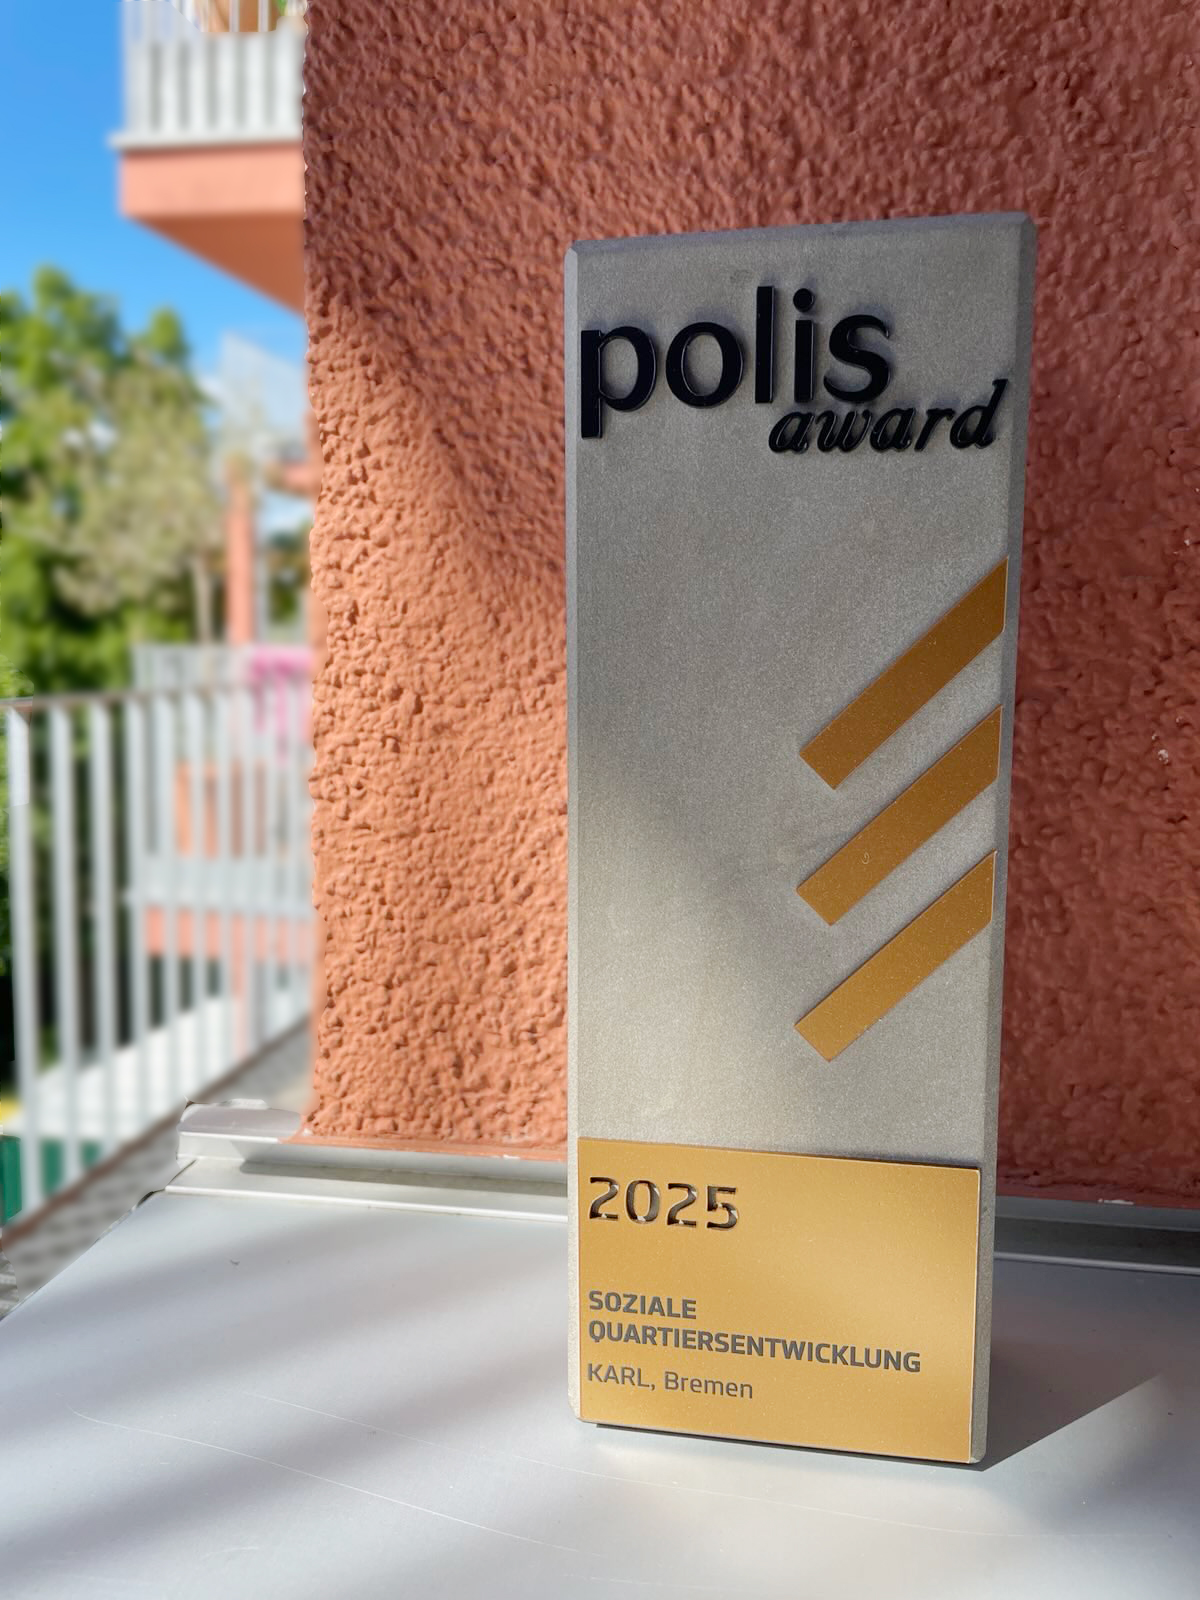 polis
award
2025
SOZIALE
QUARTIERSENTWICKLUNG
KARL, Bremen